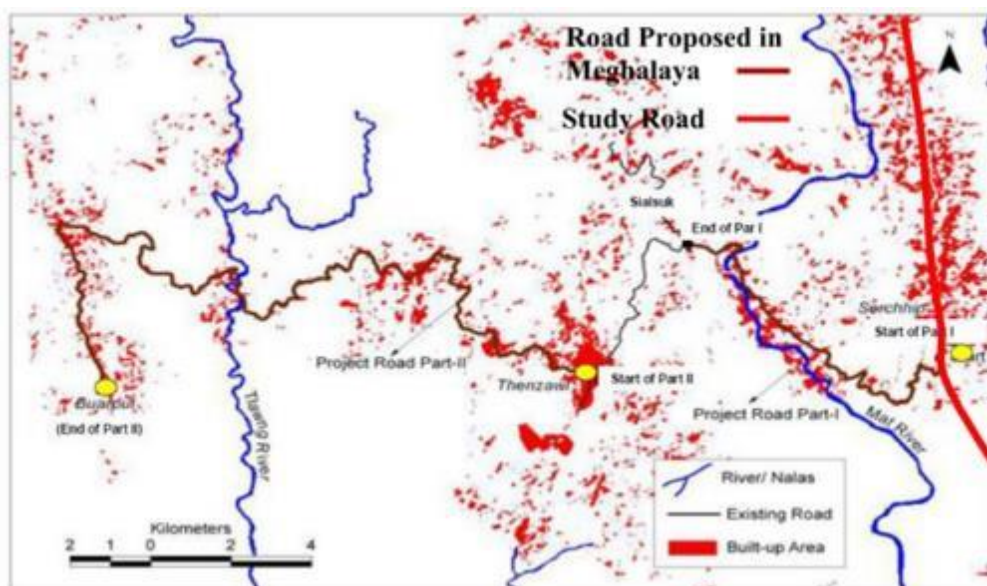 Road Proposed in
Meghalaya
Study Road
N
Sialsuk
End of Par I
Serchhip
Start of Part I
Project Road Part-II
Thenzawl
Start of Part II
Buarpui
(End of Part II)
Project Road Part-I
Tlawng River
Mat River
River/ Nalas
Existing Road
Built-up Area
Kilometers
2 1 0 2 4